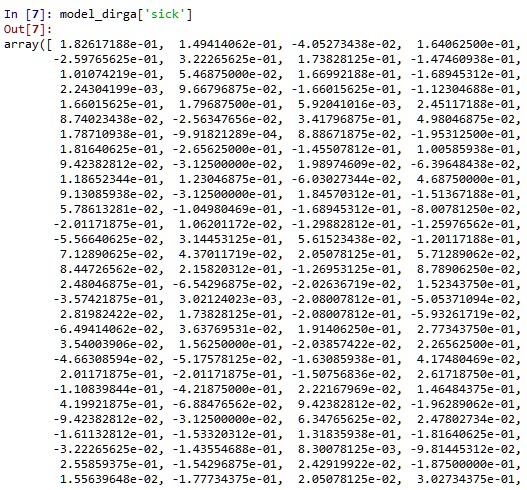 In [7]: model_dirga['sick']
Out[7]:
array([ 1.82617188e-01, 1.49414062e-01, -4.05273438e-02, 1.64062500e-01,
-2.59765625e-01, 3.22265625e-01, 1.73828125e-01, -1.47460938e-01,
1.01074219e-01, 5.46875000e-02, 1.66992188e-01, -1.68945312e-01,
2.24304199e-03, 9.66796875e-02, -1.66015625e-01, -1.12304688e-01,
1.66015625e-01, 1.79687500e-01, 5.92041016e-03, 2.45117188e-01,
8.74023438e-02, -2.56347656e-02, 3.41796875e-01, 4.98046875e-02,
1.78710938e-01, -9.91821289e-04, 8.88671875e-02, -1.95312500e-01,
1.81640625e-01, -2.65625000e-01, -1.45507812e-01, 1.00585938e-01,
9.42382812e-02, -3.12500000e-02, 1.98974609e-02, -6.39648438e-02,
1.18652344e-01, 1.23046875e-01, -6.03027344e-02, 4.68750000e-01,
9.13085938e-02, -3.12500000e-01, 1.84570312e-01, -1.51367188e-01,
5.78613281e-02, -1.04980469e-01, -1.68945312e-01, -8.00781250e-02,
-2.01171875e-01, 1.06201172e-02, -1.29882812e-01, -1.25976562e-01,
-5.56640625e-02, 3.14453125e-01, 5.61523438e-02, -1.20117188e-01,
7.12890625e-02, 4.37011719e-02, 2.05078125e-01, 5.71289062e-02,
8.44726562e-02, 2.15820312e-01, -1.26953125e-01, 8.78906250e-02,
2.48046875e-01, -6.54296875e-02, -2.02636719e-02, 1.52343750e-01,
-3.57421875e-01, 3.02124023e-03, -2.08007812e-01, -5.05371094e-02,
2.81982422e-02, 1.73828125e-01, -2.08007812e-01, -5.93261719e-02,
-6.49414062e-02, 3.63769531e-02, 1.91406250e-01, 2.77343750e-01,
3.54003906e-02, 1.56250000e-01, -2.03857422e-02, 2.26562500e-01,
-4.66308594e-02, -5.17578125e-02, -1.63085938e-01, 4.17480469e-02,
2.01171875e-01, -2.01171875e-01, -1.50756836e-02, 2.61718750e-01,
-1.10839844e-01, -4.21875000e-01, 2.22167969e-02, 1.46484375e-01,
4.19921875e-01, -6.88476562e-02, 9.42382812e-02, -1.96289062e-01,
-9.42382812e-02, -3.12500000e-02, 6.34765625e-02, 2.47802734e-02,
-1.61132812e-01, -1.53320312e-01, 1.31835938e-01, -1.81640625e-01,
-3.22265625e-02, -1.43554688e-01, 8.30078125e-03, -9.81445312e-02,
2.55859375e-01, -1.54296875e-01, 2.42919922e-02, -1.87500000e-01,
1.55639648e-02, -1.77734375e-01, 2.05078125e-02, 3.02734375e-01,